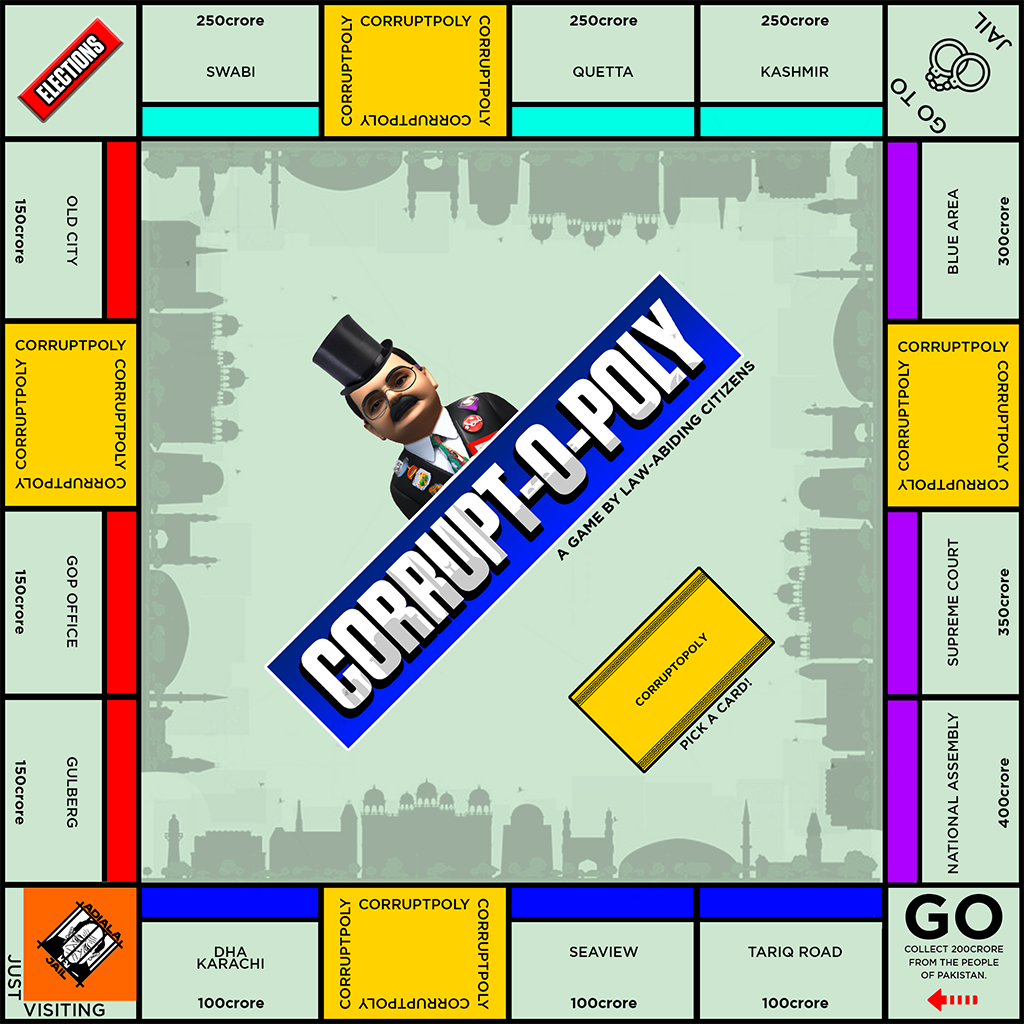 ELECTIONS
250crore
SWABI
CORRUPTPOLY
CORRUPTPOLY
CORRUPTPOLY
CORRUPTPOLY
250crore
QUETTA
250crore
KASHMIR
GO TO
JAIL
OLD CITY
150crore
CORRUPTPOLY
CORRUPTPOLY
CORRUPTPOLY
CORRUPTPOLY
GOP OFFICE
150crore
GULBERG
150crore
BLUE AREA
300crore
CORRUPTPOLY
CORRUPTPOLY
CORRUPTPOLY
CORRUPTPOLY
SUPREME COURT
350crore
NATIONAL ASSEMBLY
400crore
CORRUPT-O-POLY
A GAME BY LAW-ABIDING CITIZENS
CORRUPTOPOLY
PICK A CARD!
ADIALA
JAIL
JUST
VISITING
DHA
KARACHI
100crore
CORRUPTPOLY
CORRUPTPOLY
CORRUPTPOLY
CORRUPTPOLY
SEAVIEW
100crore
TARIQ ROAD
100crore
GO
COLLECT 200CRORE
FROM THE PEOPLE
OF PAKISTAN.